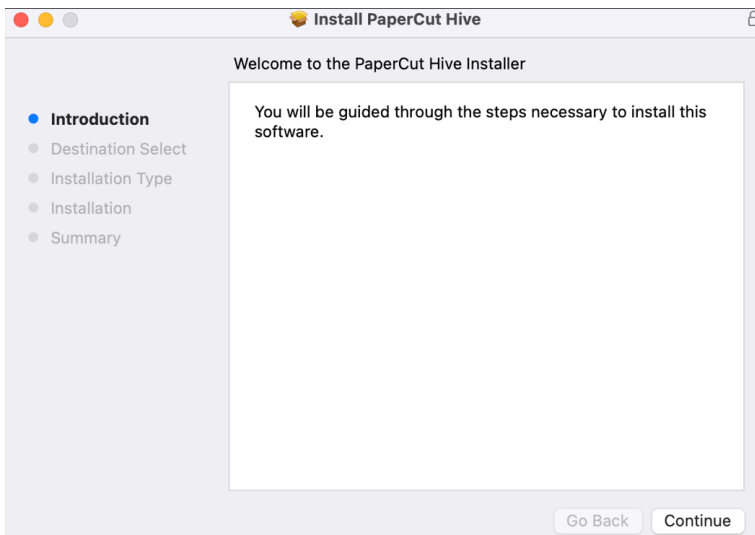 Install PaperCut Hive
Welcome to the PaperCut Hive Installer
Introduction
Destination Select
Installation Type
Installation
Summary
You will be guided through the steps necessary to install this
software.
Go Back
Continue